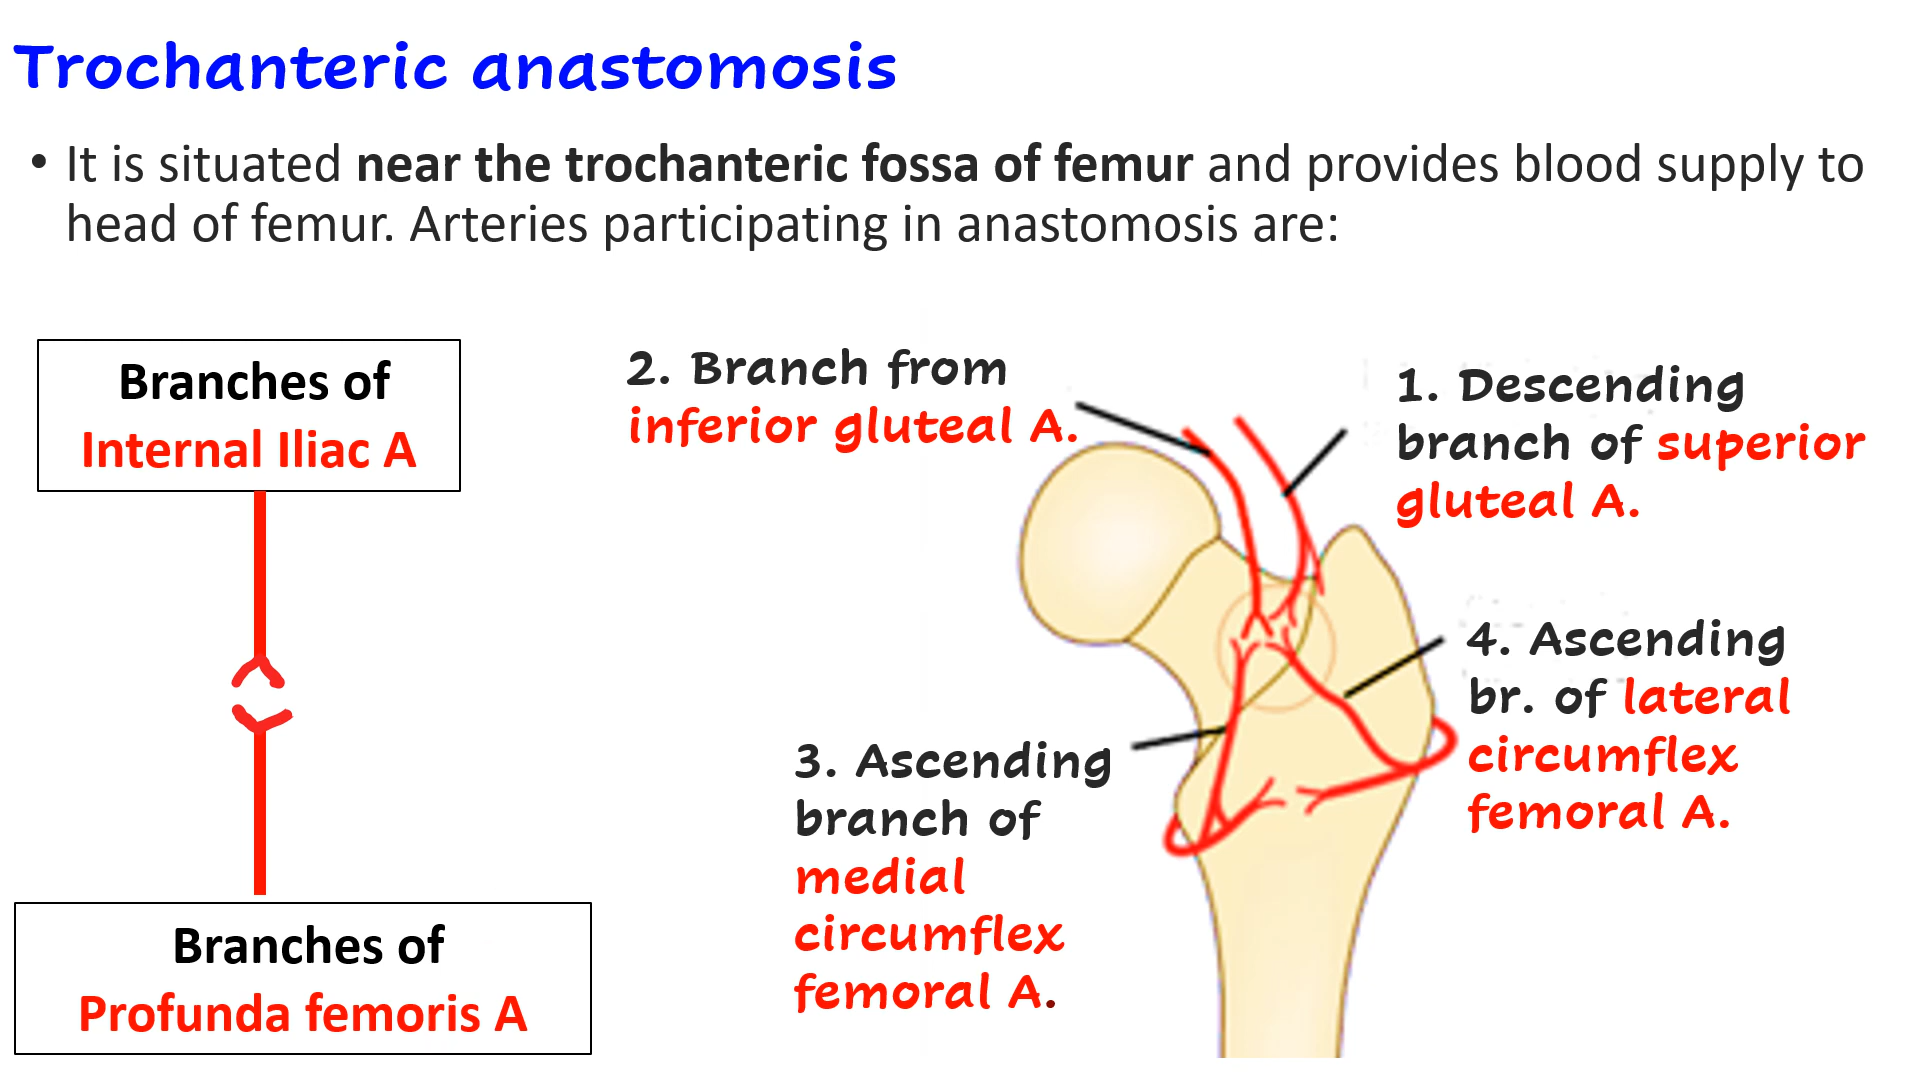 Trochanteric anastomosis
• It is situated near the trochanteric fossa of femur and provides blood supply to
head of femur. Arteries participating in anastomosis are:
Branches of
Internal Iliac A
Branches of
Profunda femoris A
2. Branch from
inferior gluteal A.
1. Descending
branch of superior
gluteal A.
3. Ascending
branch of
medial
circumflex
femoral A.
4. Ascending
br. of lateral
circumflex
femoral A.